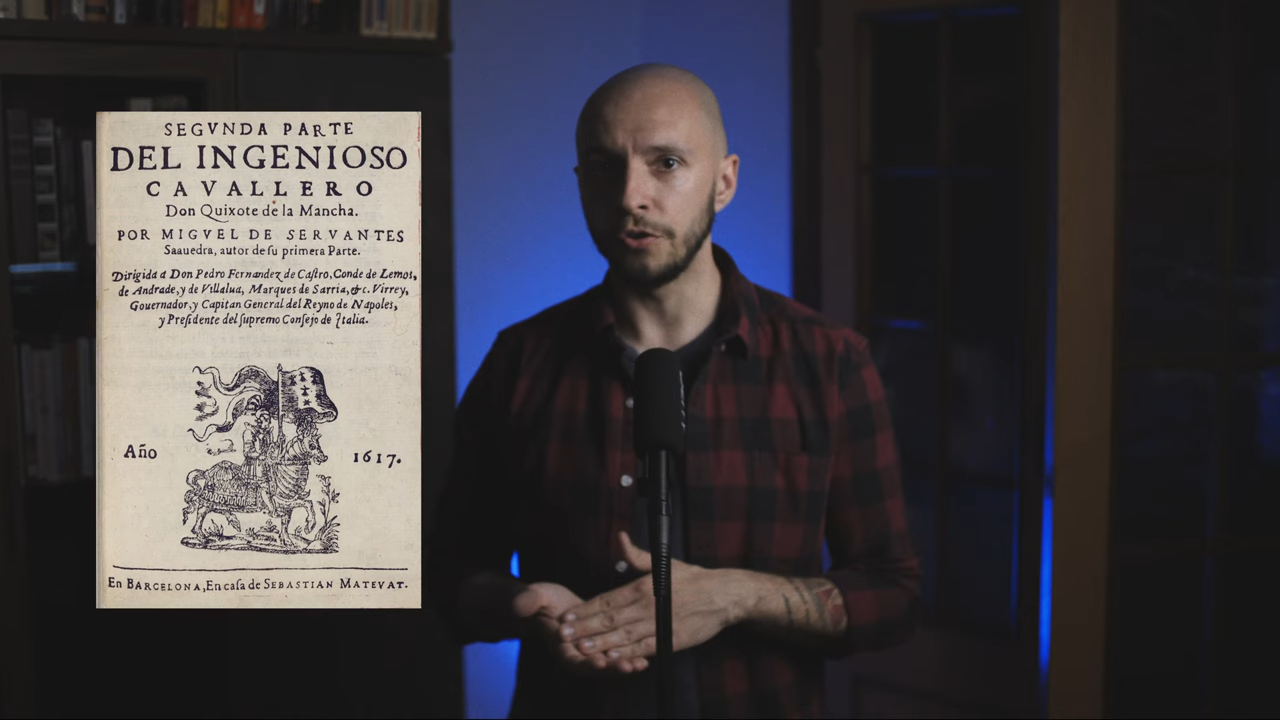 SEGVNDA PARTE
DEL INGENIOSO
CAVALLERO
Don Quixote de la Mancha.
POR MIGVEL DE SERVANTES
Saauedra, autor de ſu primera Parte.
Dirigida a Don Pedro Fernandez de Caſtro, Conde de Lemos,
de Andrade, y de Villalua, Marques de Sarria, &c. Virrey,
Gouernador, y Capitan General del Reyno de Napoles,
y Preſidente del ſupremo Conſejo de Italia.
Año 1617.
En BARCELONA, En caſa de SEBASTIAN MATEVAT.